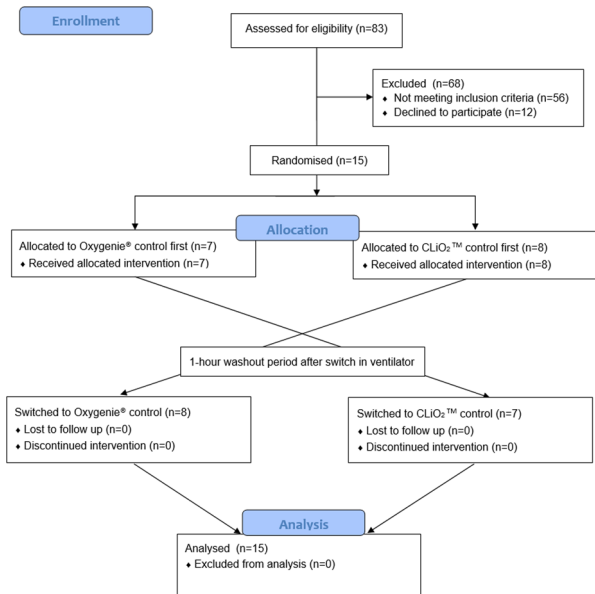 Enrollment
Assessed for eligibility (n=83)
Excluded (n=68)
♦ Not meeting inclusion criteria (n=56)
♦ Declined to participate (n=12)
Randomised (n=15)
Allocation
Allocated to Oxygenie® control first (n=7)
♦ Received allocated intervention (n=7)
Allocated to CLiO₂™ control first (n=8)
♦ Received allocated intervention (n=8)
1-hour washout period after switch in ventilator
Switched to Oxygenie® control (n=8)
♦ Lost to follow up (n=0)
♦ Discontinued intervention (n=0)
Switched to CLiO₂™ control (n=7)
♦ Lost to follow up (n=0)
♦ Discontinued intervention (n=0)
Analysis
Analysed (n=15)
♦ Excluded from analysis (n=0)